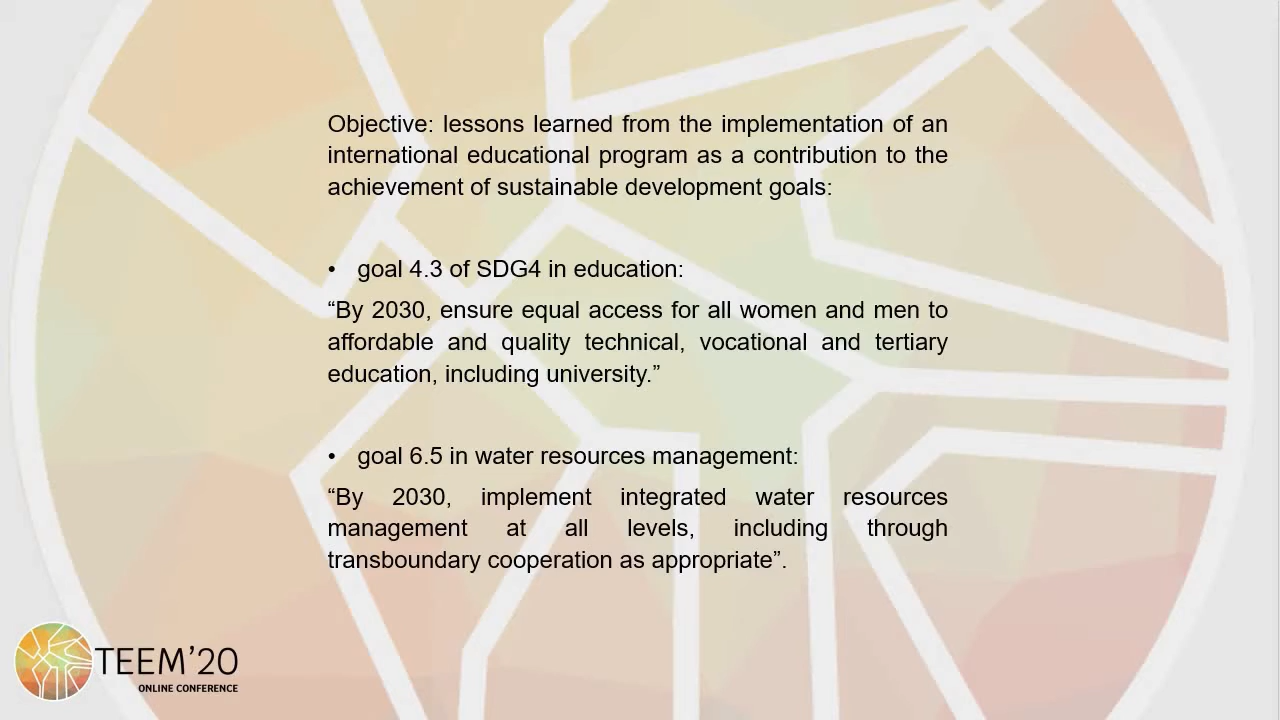 Objective: lessons learned from the implementation of an
international educational program as a contribution to the
achievement of sustainable development goals:
• goal 4.3 of SDG4 in education:
“By 2030, ensure equal access for all women and men to
affordable and quality technical, vocational and tertiary
education, including university.”
• goal 6.5 in water resources management:
“By 2030, implement integrated water resources
management at all levels, including through
transboundary cooperation as appropriate”.
TEEM’20
ONLINE CONFERENCE